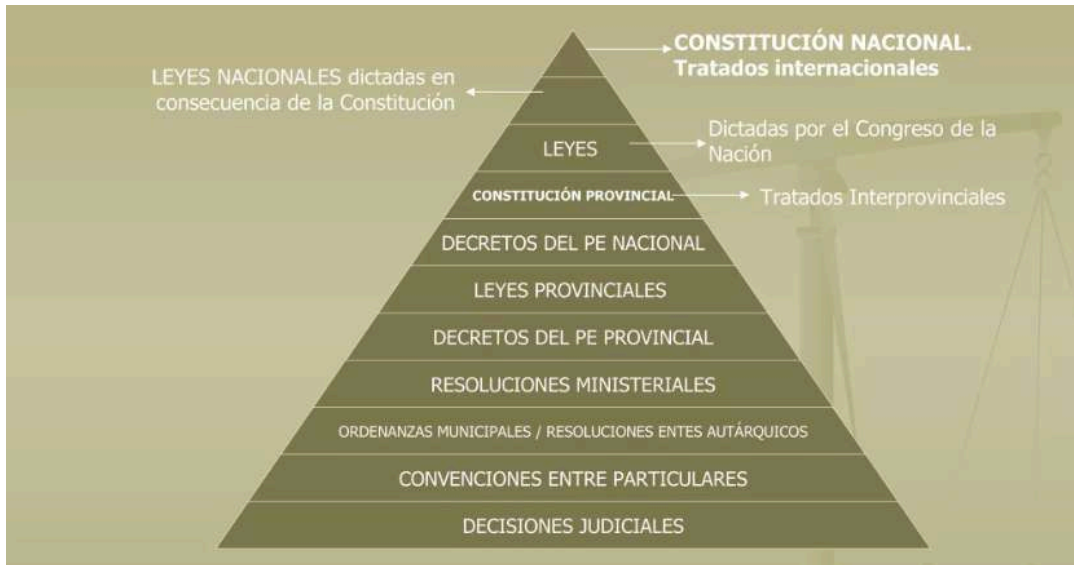 CONSTITUCIÓN NACIONAL.
Tratados internacionales
LEYES NACIONALES dictadas en
consecuencia de la Constitución
Dictadas por el Congreso de la
Nación
LEYES
CONSTITUCIÓN PROVINCIAL
Tratados Interprovinciales
DECRETOS DEL PE NACIONAL
LEYES PROVINCIALES
DECRETOS DEL PE PROVINCIAL
RESOLUCIONES MINISTERIALES
ORDENANZAS MUNICIPALES / RESOLUCIONES ENTES AUTÁRQUICOS
CONVENCIONES ENTRE PARTICULARES
DECISIONES JUDICIALES